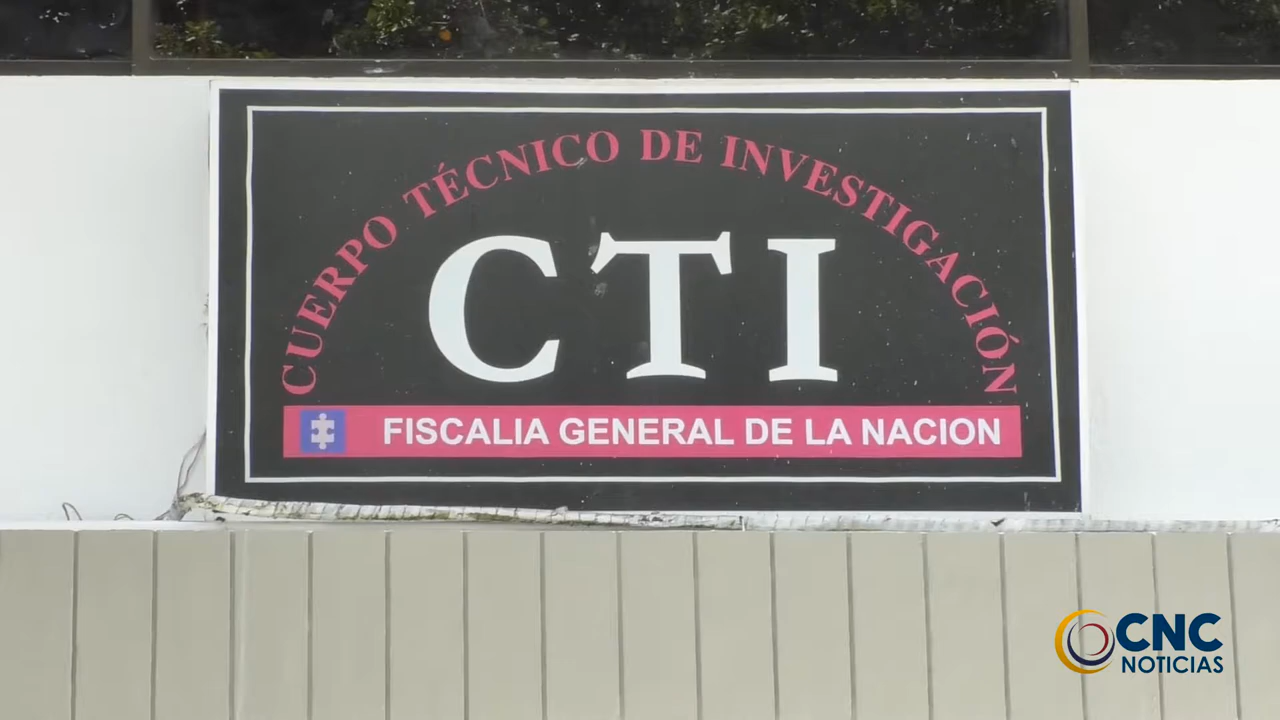 CUERPO TÉCNICO DE INVESTIGACIÓN
CTI
FISCALIA GENERAL DE LA NACION
CNC
NOTICIAS